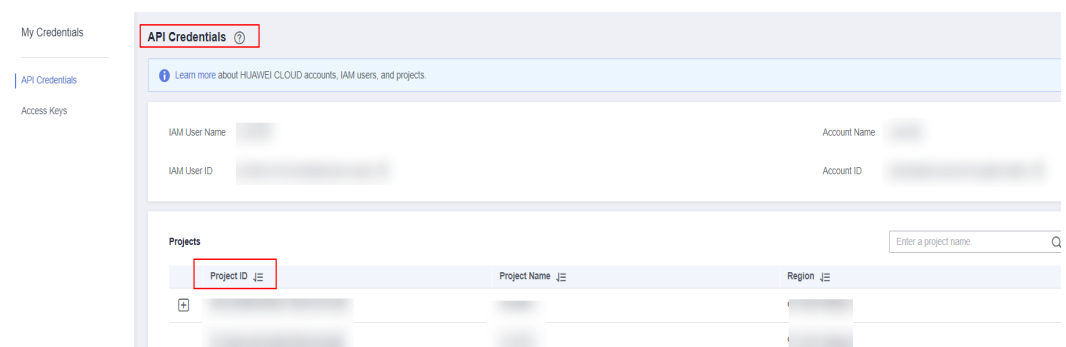 My Credentials
API Credentials
Access Keys
API Credentials ?
Learn more about HUAWEI CLOUD accounts, IAM users, and projects.
IAM User Name
Account Name
IAM User ID
Account ID
Projects
Enter a project name.
Project ID
Project Name
Region